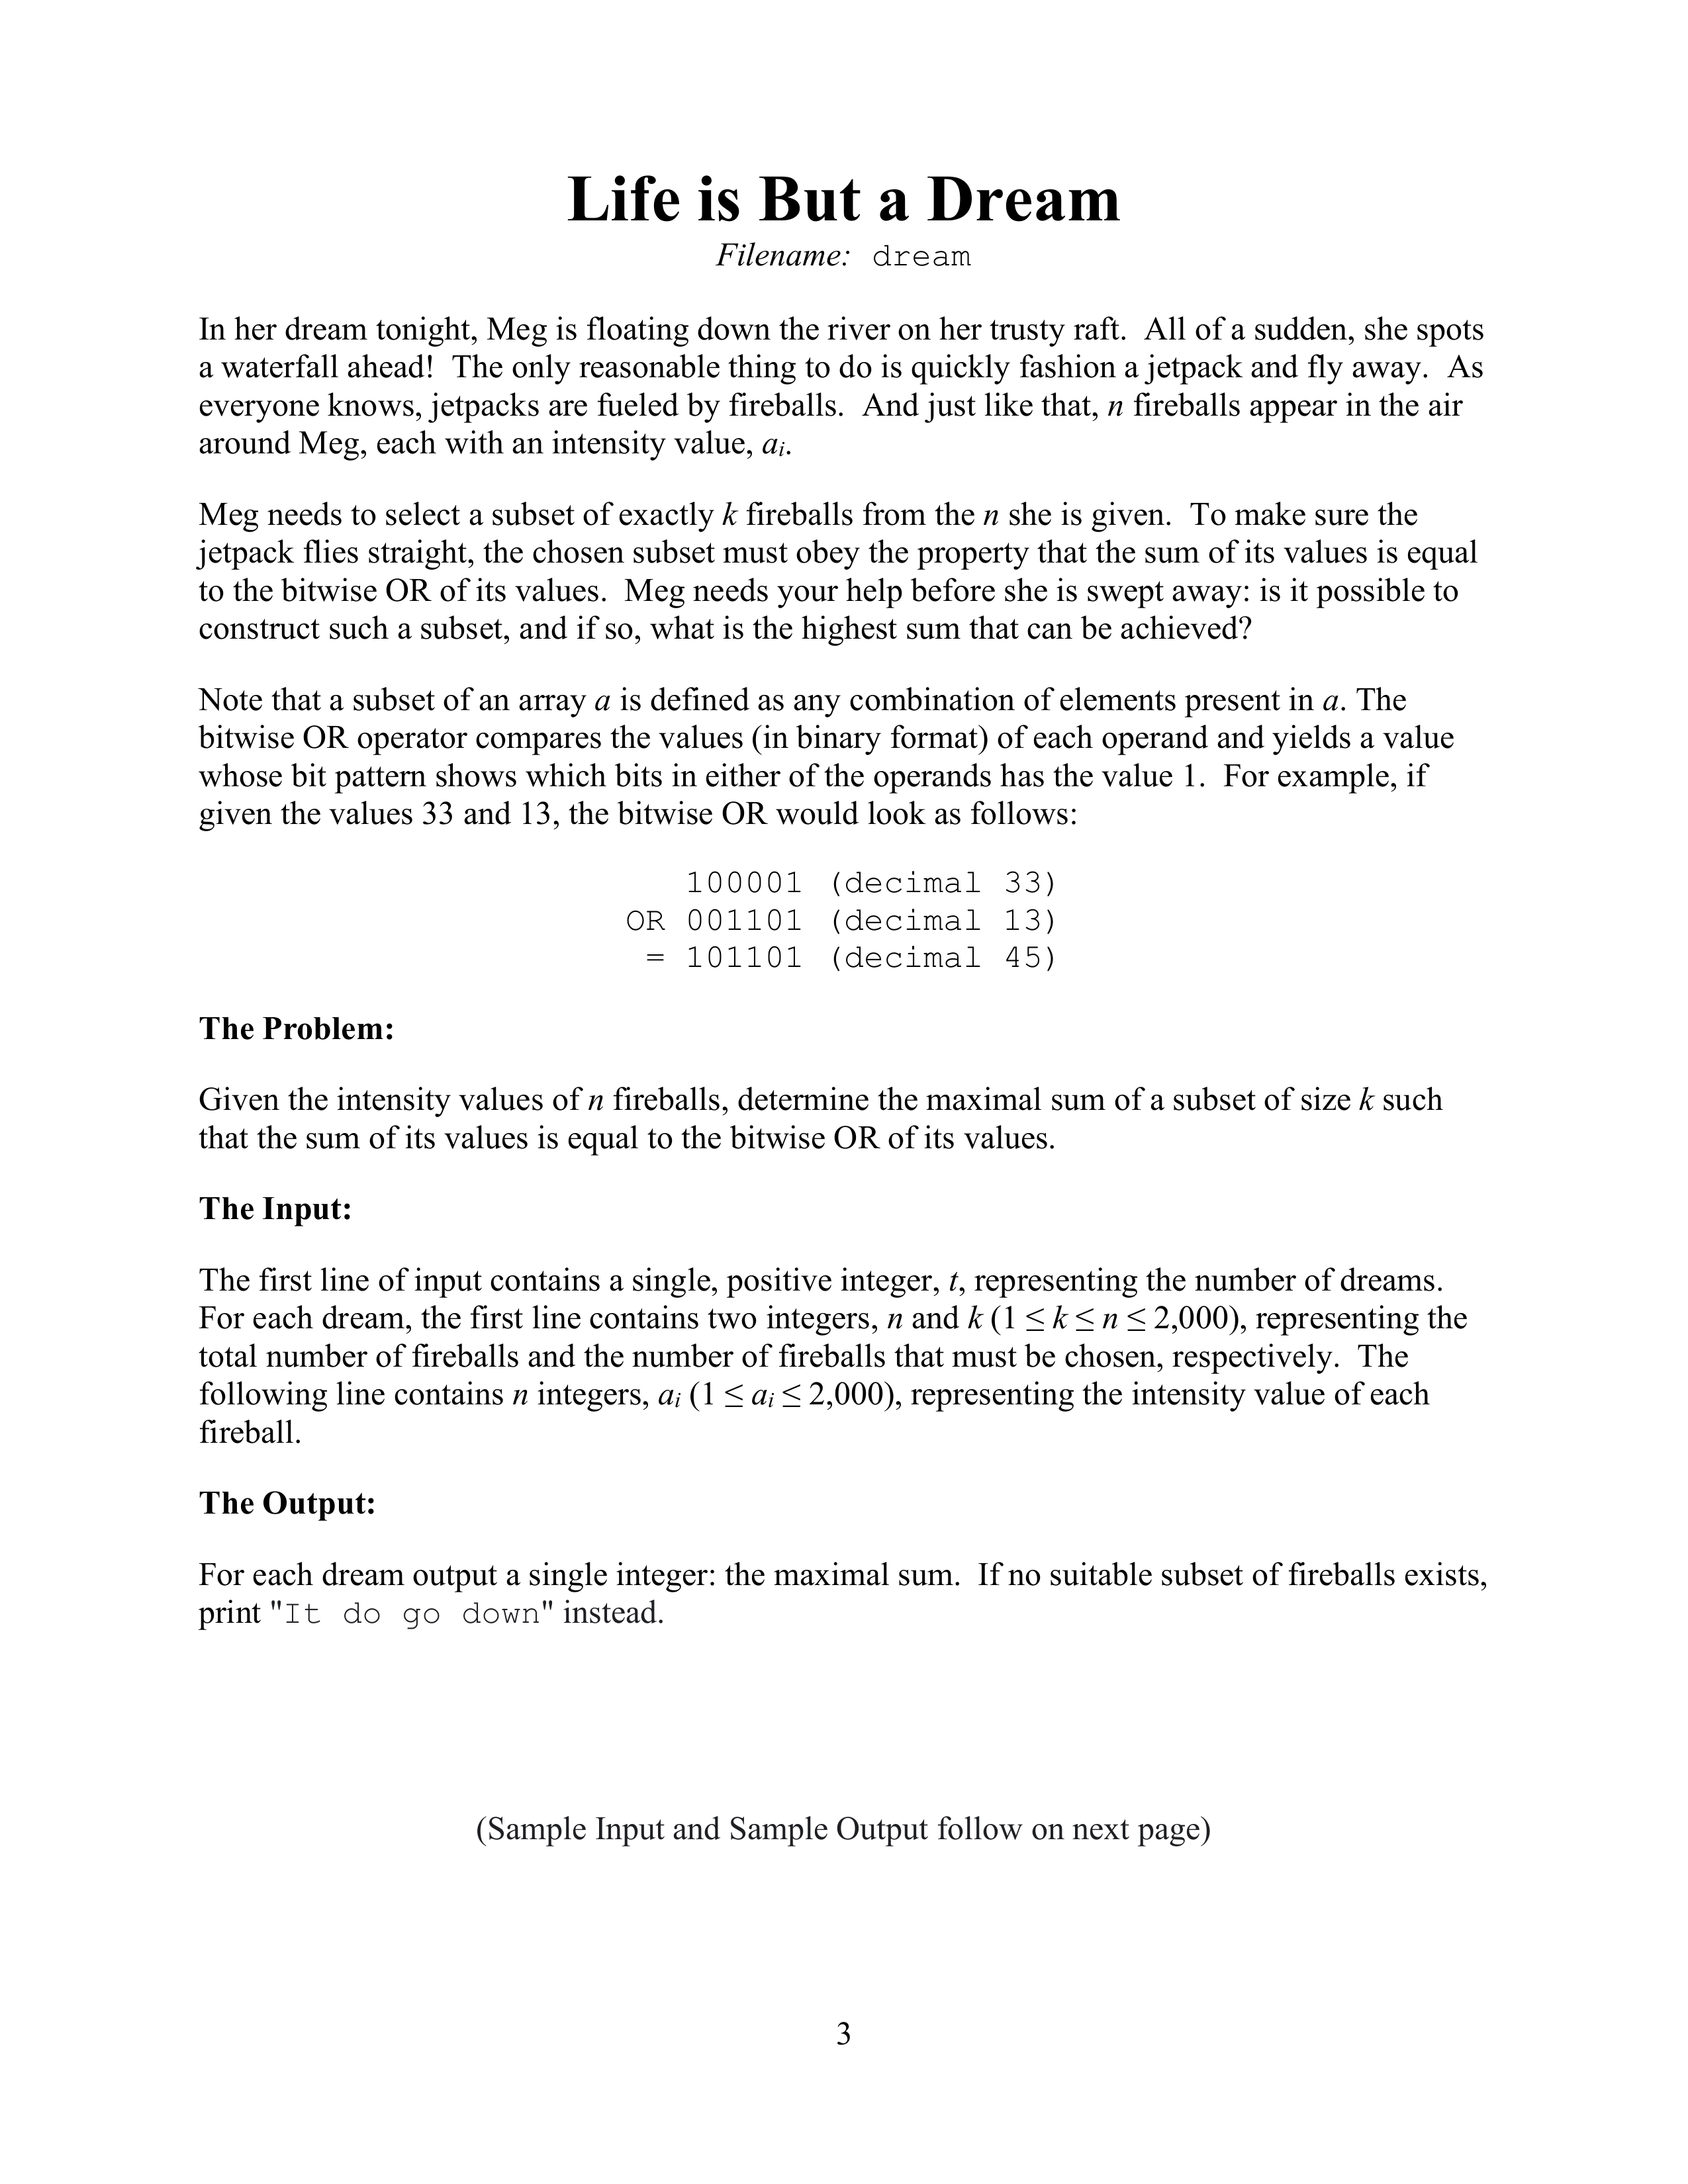 Life is But a Dream
Filename: dream
In her dream tonight, Meg is floating down the river on her trusty raft. All of a sudden, she spots
a waterfall ahead! The only reasonable thing to do is quickly fashion a jetpack and fly away. As
everyone knows, jetpacks are fueled by fireballs. And just like that, n fireballs appear in the air
around Meg, each with an intensity value, aᵢ.
Meg needs to select a subset of exactly k fireballs from the n she is given. To make sure the
jetpack flies straight, the chosen subset must obey the property that the sum of its values is equal
to the bitwise OR of its values. Meg needs your help before she is swept away: is it possible to
construct such a subset, and if so, what is the highest sum that can be achieved?
Note that a subset of an array a is defined as any combination of elements present in a. The
bitwise OR operator compares the values (in binary format) of each operand and yields a value
whose bit pattern shows which bits in either of the operands has the value 1. For example, if
given the values 33 and 13, the bitwise OR would look as follows:
100001 (decimal 33)
OR 001101 (decimal 13)
= 101101 (decimal 45)
The Problem:
Given the intensity values of n fireballs, determine the maximal sum of a subset of size k such
that the sum of its values is equal to the bitwise OR of its values.
The Input:
The first line of input contains a single, positive integer, t, representing the number of dreams.
For each dream, the first line contains two integers, n and k (1 ≤ k ≤ n ≤ 2,000), representing the
total number of fireballs and the number of fireballs that must be chosen, respectively. The
following line contains n integers, aᵢ (1 ≤ aᵢ ≤ 2,000), representing the intensity value of each
fireball.
The Output:
For each dream output a single integer: the maximal sum. If no suitable subset of fireballs exists,
print "It do go down" instead.
(Sample Input and Sample Output follow on next page)
3